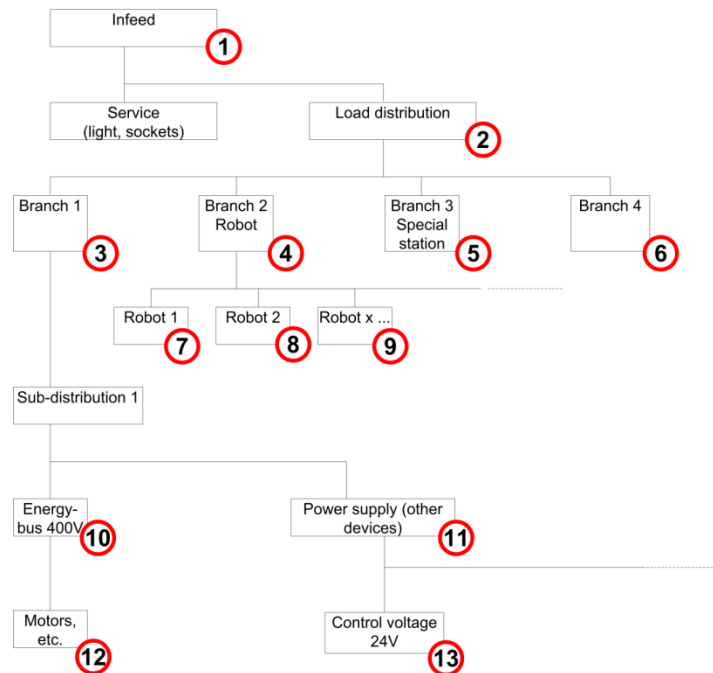 Infeed
1
Service
(light, sockets)
Load distribution
2
Branch 1
3
Branch 2
Robot
4
Branch 3
Special
station
5
Branch 4
6
Robot 1
7
Robot 2
8
Robot x ...
9
Sub-distribution 1
Energy-
bus 400V
10
Power supply (other
devices)
11
Motors,
etc.
12
Control voltage
24V
13